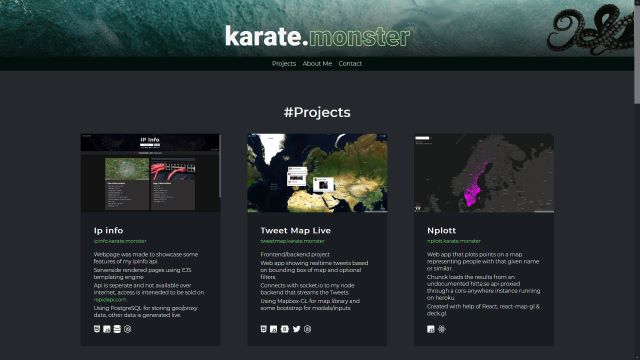 karate.monster
Projects About Me Contact
#Projects
IP Info
Ip info
ipinfo.karate.monster
Webpage was made to showcase some
features of my ipinfo api.
Serverside rendered pages using EJS
templating engine
Api is seperate and not available over
Internet, access is intended to be sold on
rapidapi.com
Using PostgreSQL for storing geo/proxy
data, other data is generated live.
Tweet Map Live
tweetmap.karate.monster
Frontend/backend project
Web app showing realtime tweets based
on bounding box of map and optional
filters.
Connects with socket.io to my node
backend that streams the Tweets.
Using Mapbox-GL for map library and
some bootstrap for modals/inputs
Nplott
nplott.karate.monster
Web app that plots points on a map
representing people with that given name
or similar.
Chunck loads the results from an
undocumented hitta.se api proxied
through a cors-anywhere instance running
on heroku.
Created with help of React, react-map-gl &
deck.gl